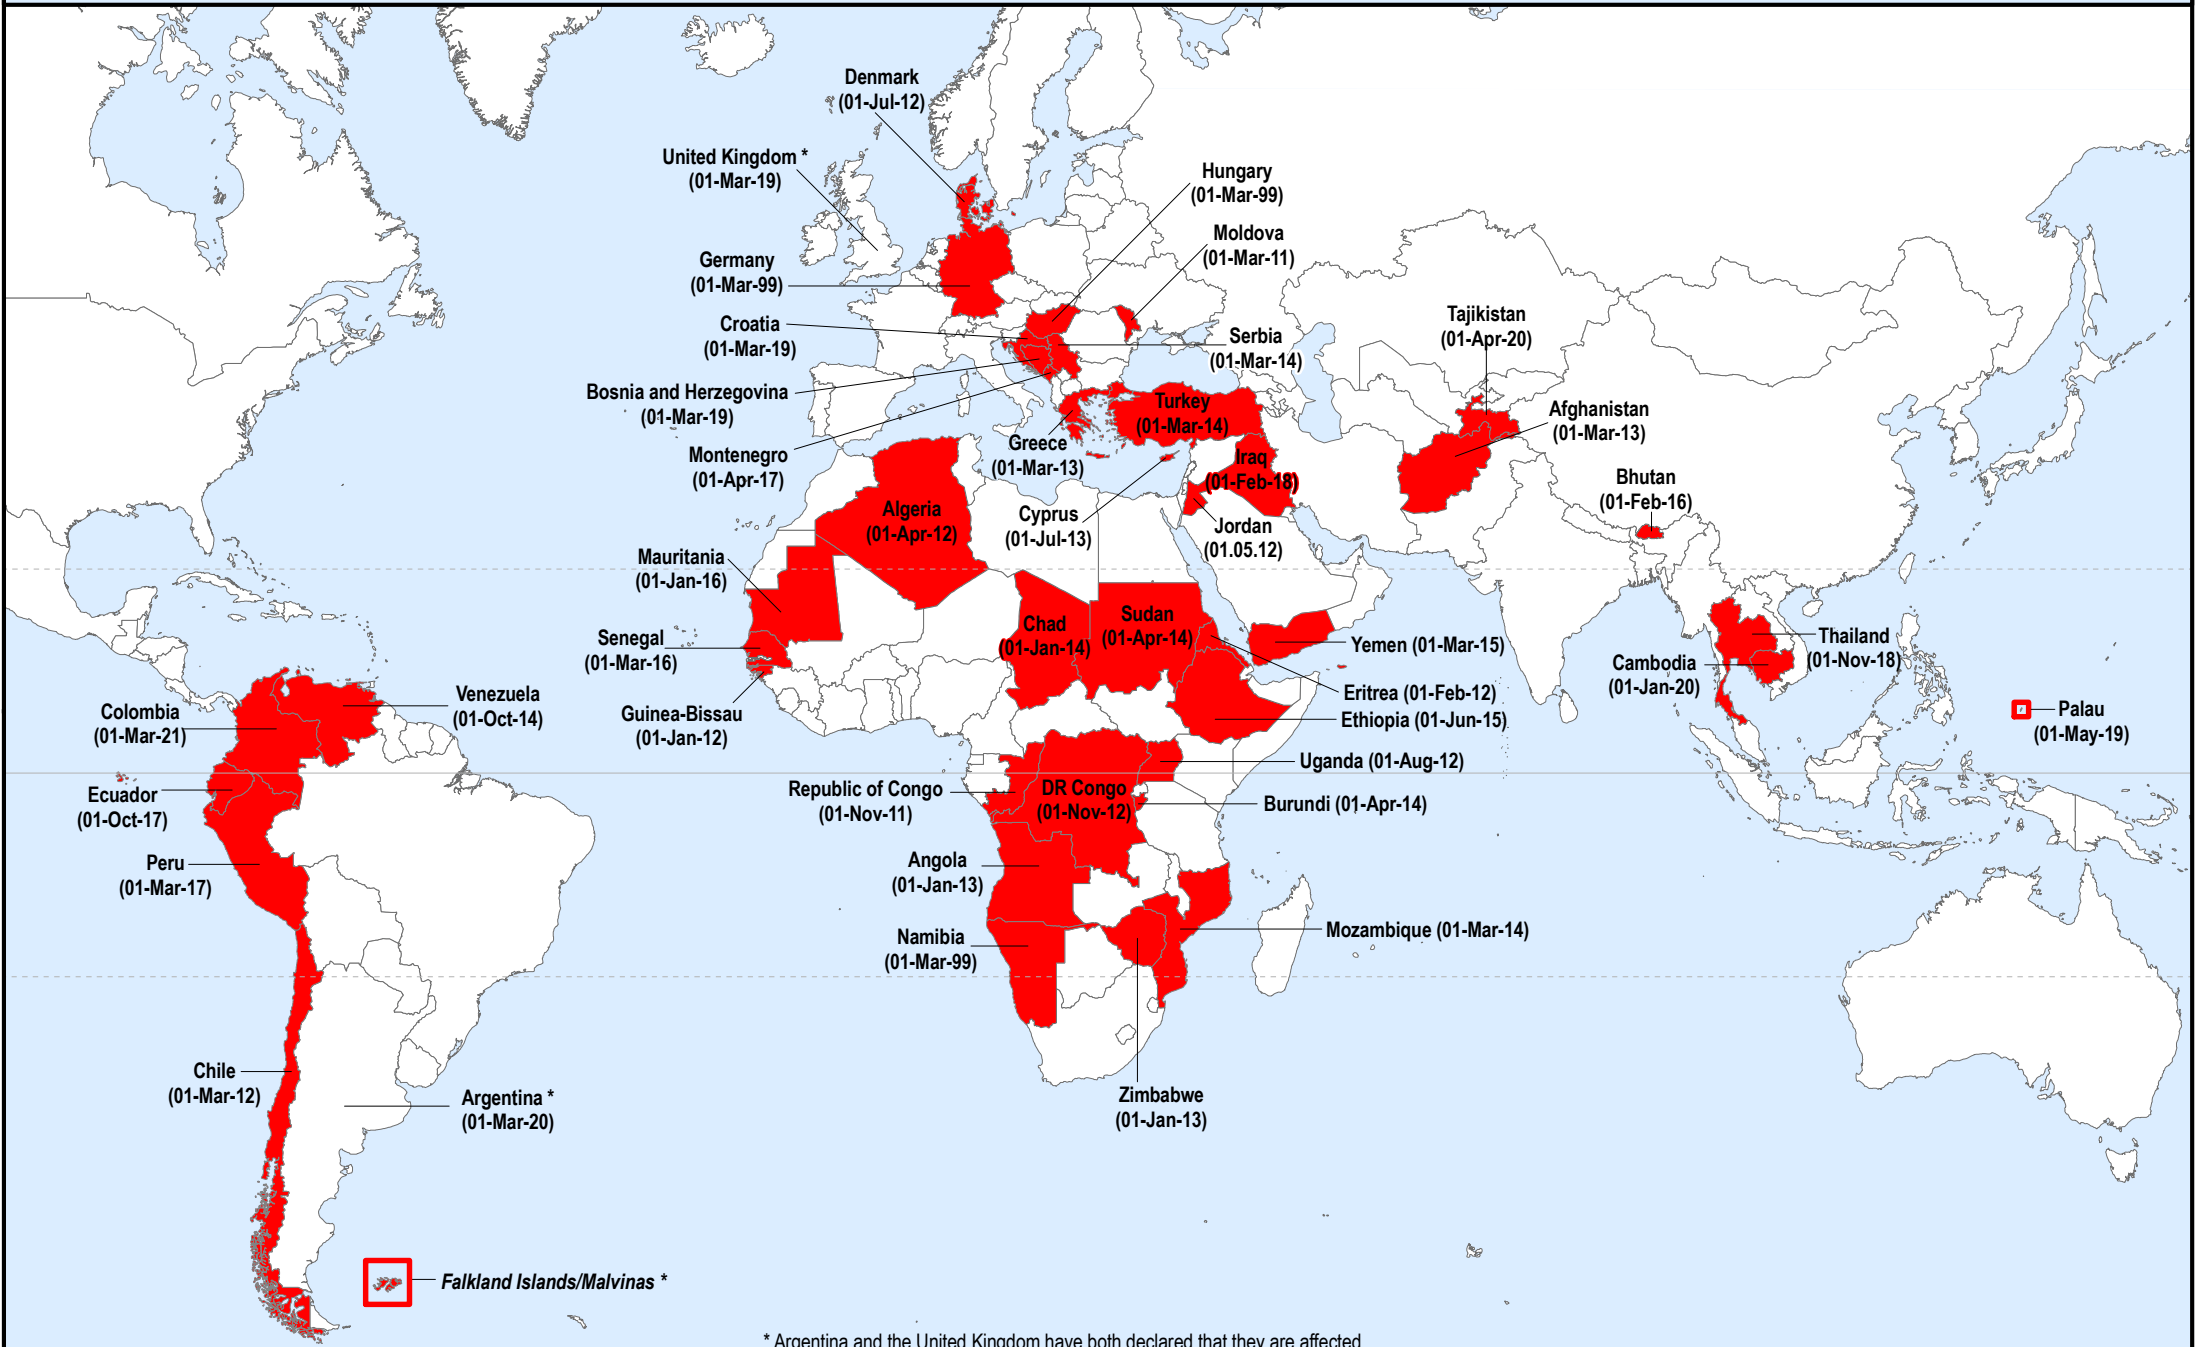 Denmark
(01-Jul-12)
United Kingdom *
(01-Mar-19)
Hungary
(01-Mar-99)
Moldova
(01-Mar-11)
Germany
(01-Mar-99)
Croatia
(01-Mar-19)
Serbia
(01-Mar-14)
Tajikistan
(01-Apr-20)
Bosnia and Herzegovina
(01-Mar-19)
Turkey
(01-Mar-14)
Afghanistan
(01-Mar-13)
Montenegro
(01-Apr-17)
Greece
(01-Mar-13)
Iraq
(01-Feb-18)
Bhutan
(01-Feb-16)
Algeria
(01-Apr-12)
Cyprus
(01-Jul-13)
Jordan
(01.05.12)
Mauritania
(01-Jan-16)
Senegal
(01-Mar-16)
Chad
(01-Jan-14)
Sudan
(01-Apr-14)
Yemen (01-Mar-15)
Thailand
(01-Nov-18)
Cambodia
(01-Jan-20)
Eritrea (01-Feb-12)
Ethiopia (01-Jun-15)
Guinea-Bissau
(01-Jan-12)
Venezuela
(01-Oct-14)
Colombia
(01-Mar-21)
Palau
(01-May-19)
Uganda (01-Aug-12)
Ecuador
(01-Oct-17)
Republic of Congo
(01-Nov-11)
DR Congo
(01-Nov-12)
Burundi (01-Apr-14)
Peru
(01-Mar-17)
Angola
(01-Jan-13)
Namibia
(01-Mar-99)
Mozambique (01-Mar-14)
Chile
(01-Mar-12)
Argentina *
(01-Mar-20)
Zimbabwe
(01-Jan-13)
Falkland Islands/Malvinas *
* Argentina and the United Kingdom have both declared that they are affected